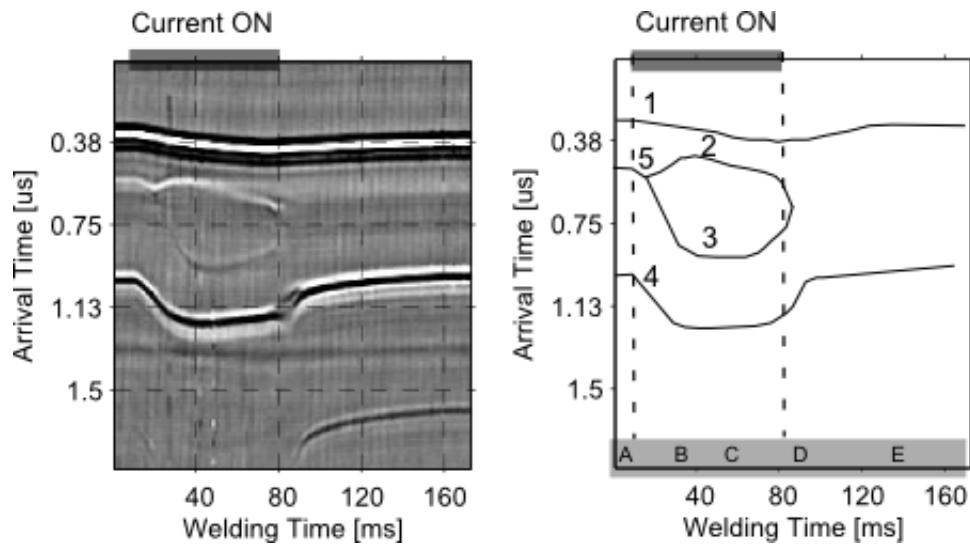 Current ON
0.38
0.75
1.13
1.5
Arrival Time [us]
40 80 120 160
Welding Time [ms]
Current ON
0.38
0.75
1.13
1.5
Arrival Time [us]
1
2
5
3
4
A B C D E
40 80 120 160
Welding Time [ms]